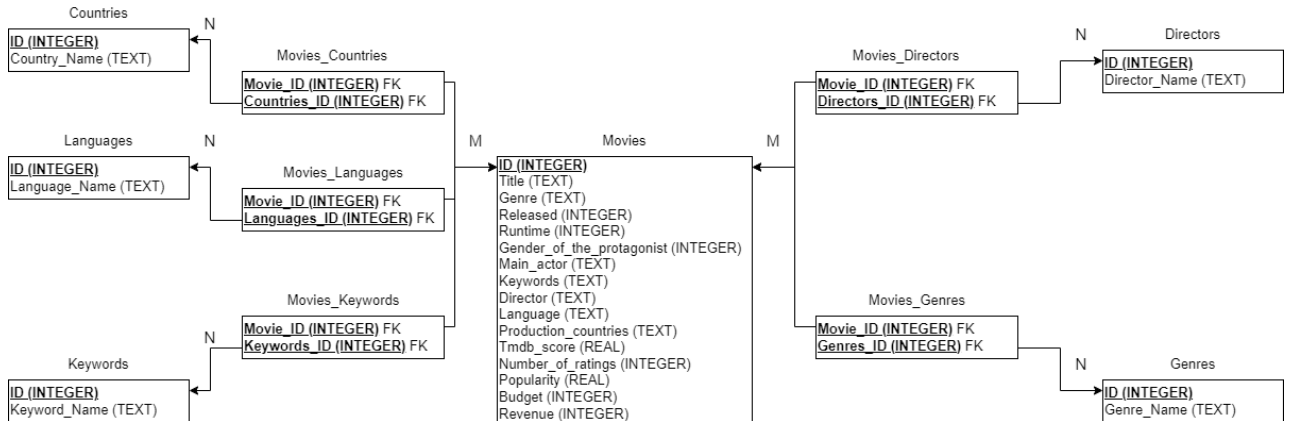 Countries
N
ID (INTEGER)
Country_Name (TEXT)
Movies_Countries
Movie_ID (INTEGER) FK
Countries_ID (INTEGER) FK
Languages
N
ID (INTEGER)
Language_Name (TEXT)
Movies_Languages
Movie_ID (INTEGER) FK
Languages_ID (INTEGER) FK
Movies_Keywords
Movie_ID (INTEGER) FK
Keywords_ID (INTEGER) FK
N
Keywords
ID (INTEGER)
Keyword_Name (TEXT)
M
Movies
M
ID (INTEGER)
Title (TEXT)
Genre (TEXT)
Released (INTEGER)
Runtime (INTEGER)
Gender_of_the_protagonist (INTEGER)
Main_actor (TEXT)
Keywords (TEXT)
Director (TEXT)
Language (TEXT)
Production_countries (TEXT)
Tmdb_score (REAL)
Number_of_ratings (INTEGER)
Popularity (REAL)
Budget (INTEGER)
Revenue (INTEGER)
Movies_Directors
Movie_ID (INTEGER) FK
Directors_ID (INTEGER) FK
N
Directors
ID (INTEGER)
Director_Name (TEXT)
Movies_Genres
Movie_ID (INTEGER) FK
Genres_ID (INTEGER) FK
N
Genres
ID (INTEGER)
Genre_Name (TEXT)